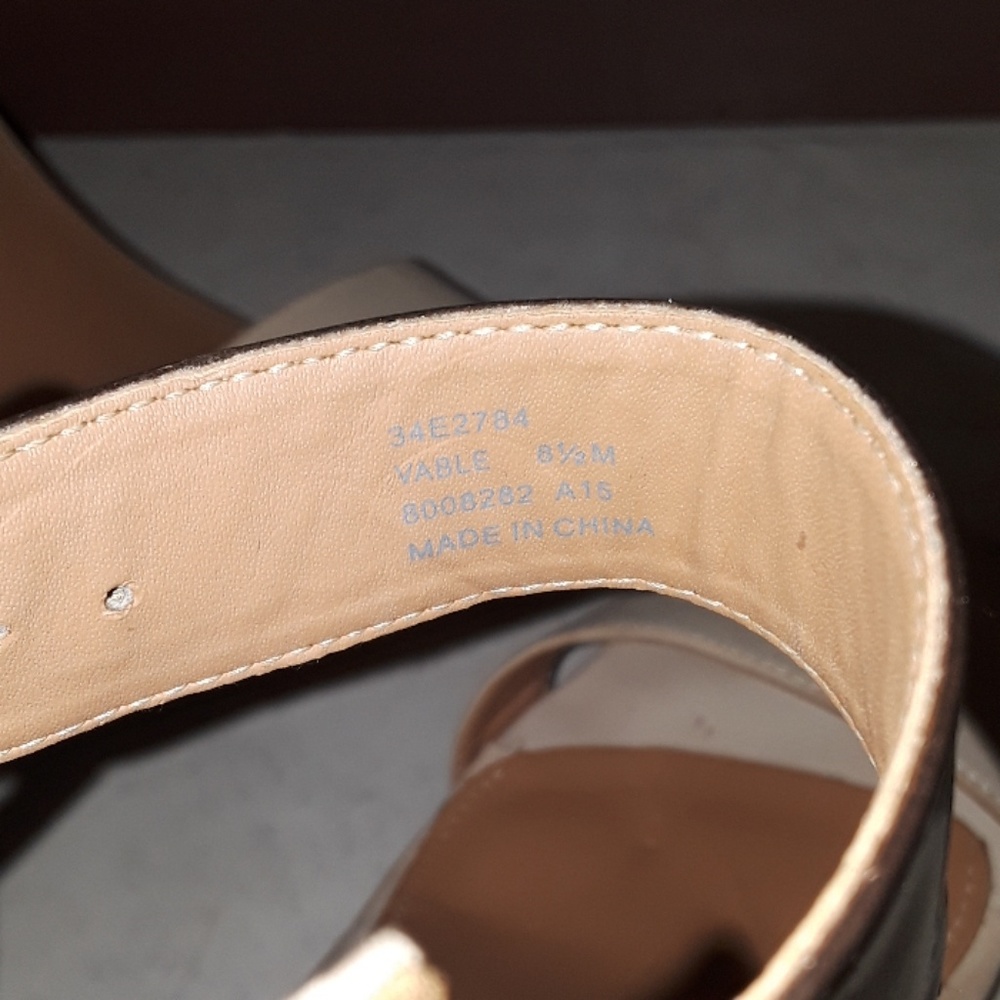 34E2784
VABLE 8½M
8008282 A15
MADE IN CHINA